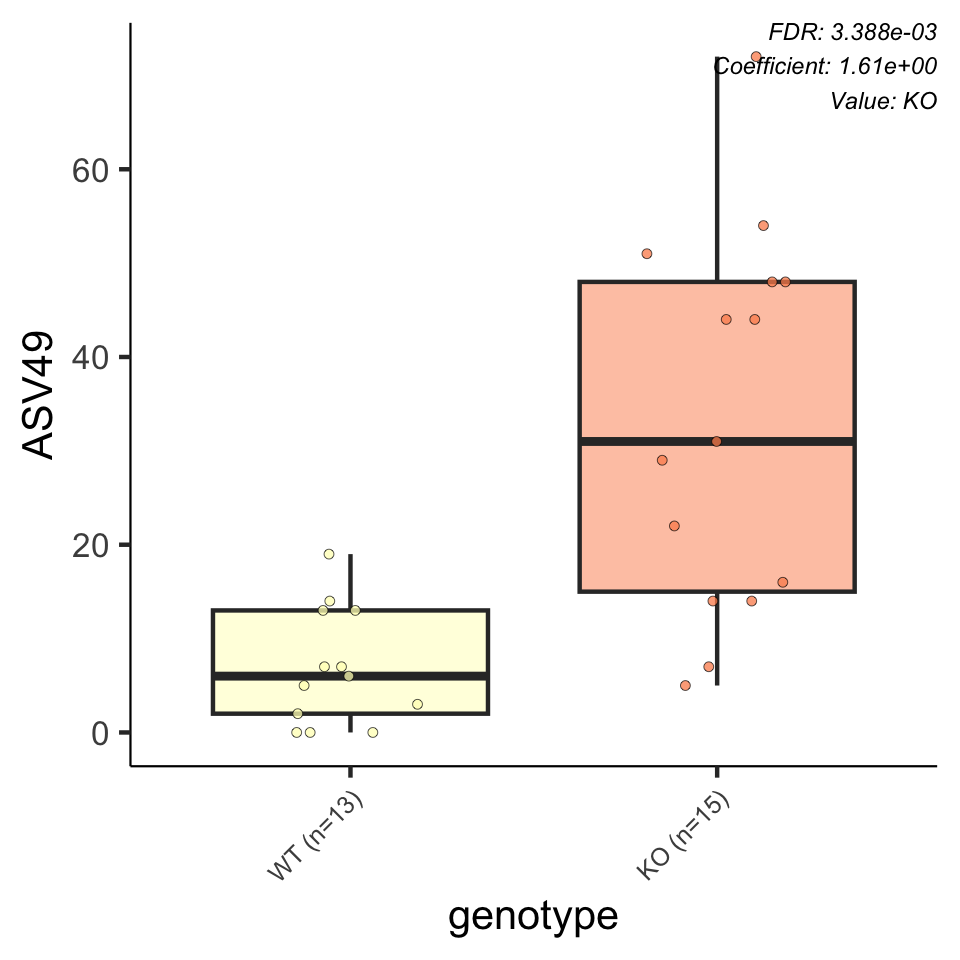 FDR: 3.388e-03
Coefficient: 1.61e+00
Value: KO
60
40
20
0
ASV49
WT (n=13)
KO (n=15)
genotype